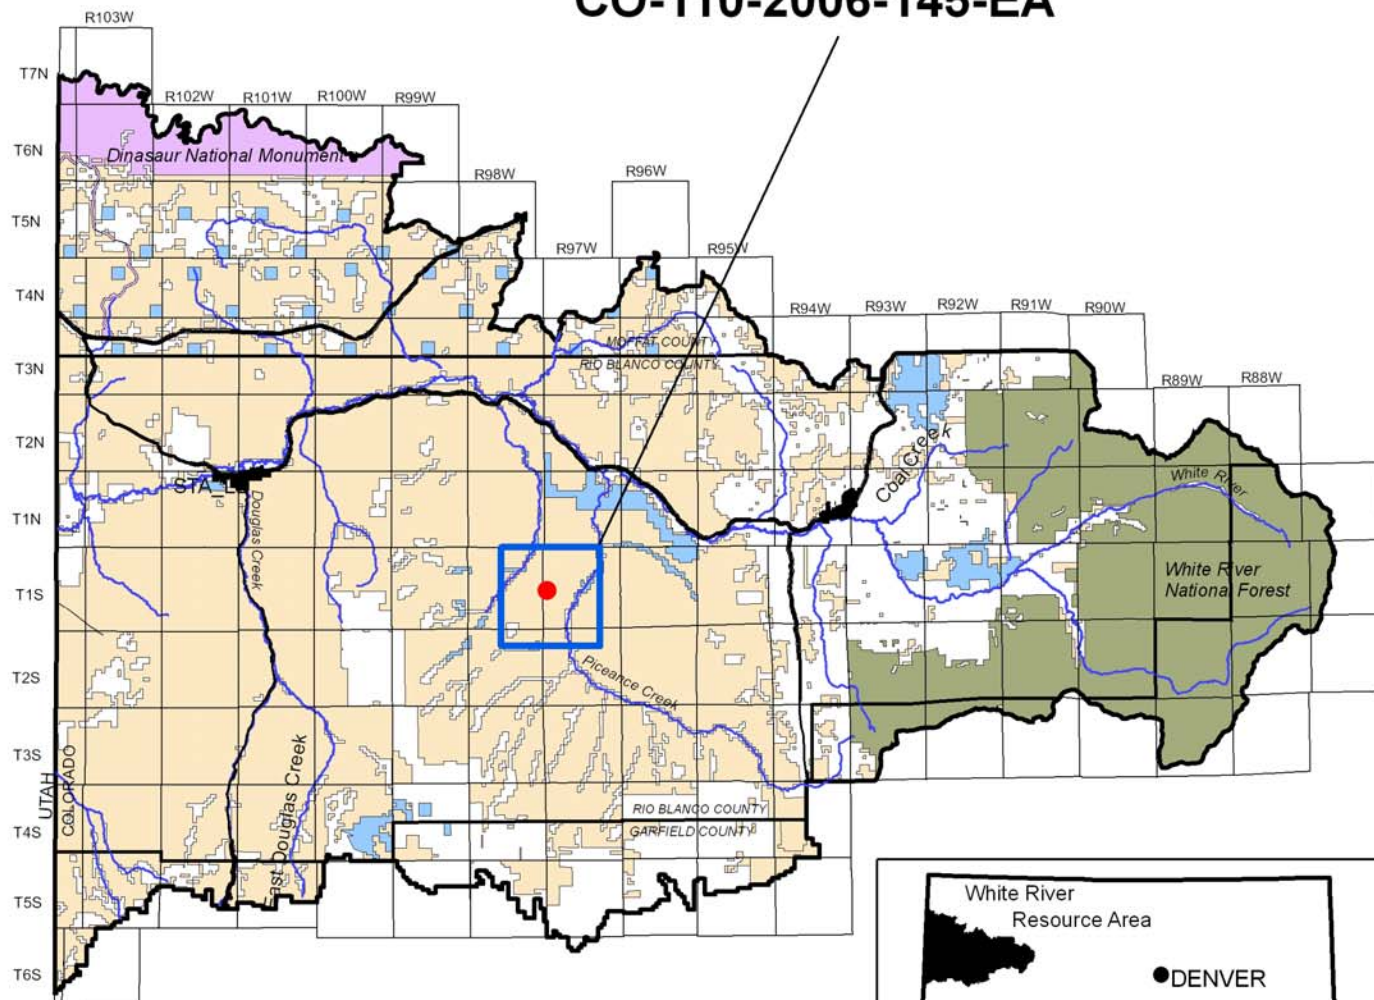 CO-110-2006-145-EA
R103W
T7N
R102W
R101W
R100W
R99W
T6N
Dinasaur National Monument
R98W
R96W
T5N
R97W
R95W
T4N
R94W
R93W
R92W
R91W
R90W
MOFFAT COUNTY
RIO BLANCO COUNTY
T3N
R89W
R88W
T2N
Coal Creek
White River
Douglas Creek
T1N
T1S
White River
National Forest
T2S
Piceance Creek
T3S
UTAH
COLORADO
East Douglas Creek
RIO BLANCO COUNTY
GARFIELD COUNTY
T4S
T5S
T6S
White River
Resource Area
DENVER